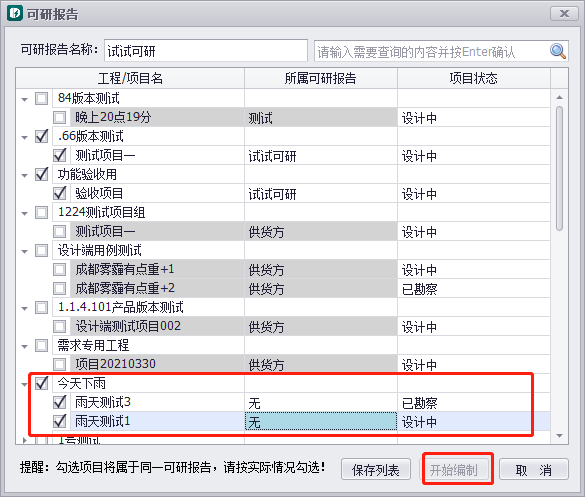 可研报告
可研报告名称: 试试可研 请输入需要查询的内容并按Enter确认
工程/项目名 所属可研报告 项目状态
84版本测试
晚上20点19分 测试 设计中
.66版本测试
测试项目一 试试可研 设计中
功能验收用
验收项目 试试可研 设计中
1224测试项目组
测试项目一 供货方 设计中
设计端用例测试
成都雾霾有点重+1 供货方 设计中
成都雾霾有点重+2 供货方 已勘察
1.1.4.101产品版本测试
设计端测试项目002 供货方 设计中
需求专用工程
项目20210330 供货方 设计中
今天下雨
雨天测试3 无 已勘察
雨天测试1 无 设计中
1号测试
提醒：勾选项目将属于同一可研报告，请按实际情况勾选！ 保存列表 开始编制 取 消